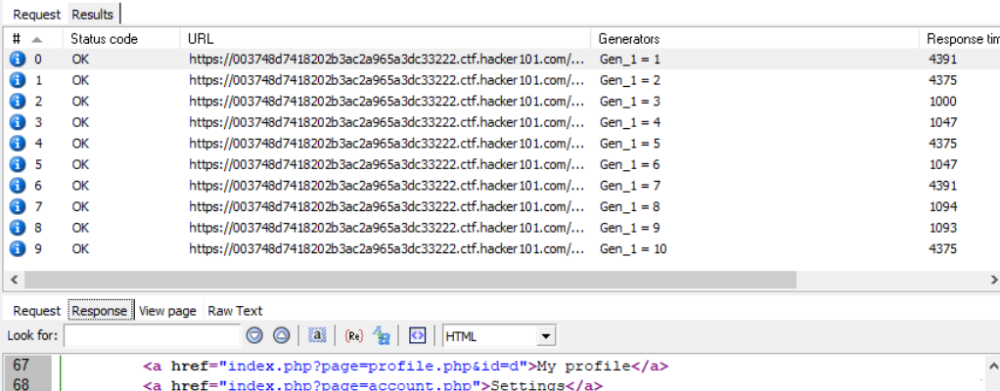 Request Results
# Status code URL Generators Response tim
0 OK https://003748d7418202b3ac2a965a3dc33222.ctf.hacker101.com/... Gen_1 = 1 4391
1 OK https://003748d7418202b3ac2a965a3dc33222.ctf.hacker101.com/... Gen_1 = 2 4375
2 OK https://003748d7418202b3ac2a965a3dc33222.ctf.hacker101.com/... Gen_1 = 3 1000
3 OK https://003748d7418202b3ac2a965a3dc33222.ctf.hacker101.com/... Gen_1 = 4 1047
4 OK https://003748d7418202b3ac2a965a3dc33222.ctf.hacker101.com/... Gen_1 = 5 4375
5 OK https://003748d7418202b3ac2a965a3dc33222.ctf.hacker101.com/... Gen_1 = 6 1047
6 OK https://003748d7418202b3ac2a965a3dc33222.ctf.hacker101.com/... Gen_1 = 7 4391
7 OK https://003748d7418202b3ac2a965a3dc33222.ctf.hacker101.com/... Gen_1 = 8 1094
8 OK https://003748d7418202b3ac2a965a3dc33222.ctf.hacker101.com/... Gen_1 = 9 1093
9 OK https://003748d7418202b3ac2a965a3dc33222.ctf.hacker101.com/... Gen_1 = 10 4375
Request Response View page Raw Text
Look for: a {Re} HTML
67 <a href="index.php?page=profile.php&id=d">My profile</a>
68 <a href="index.php?page=account.php">Settings</a>